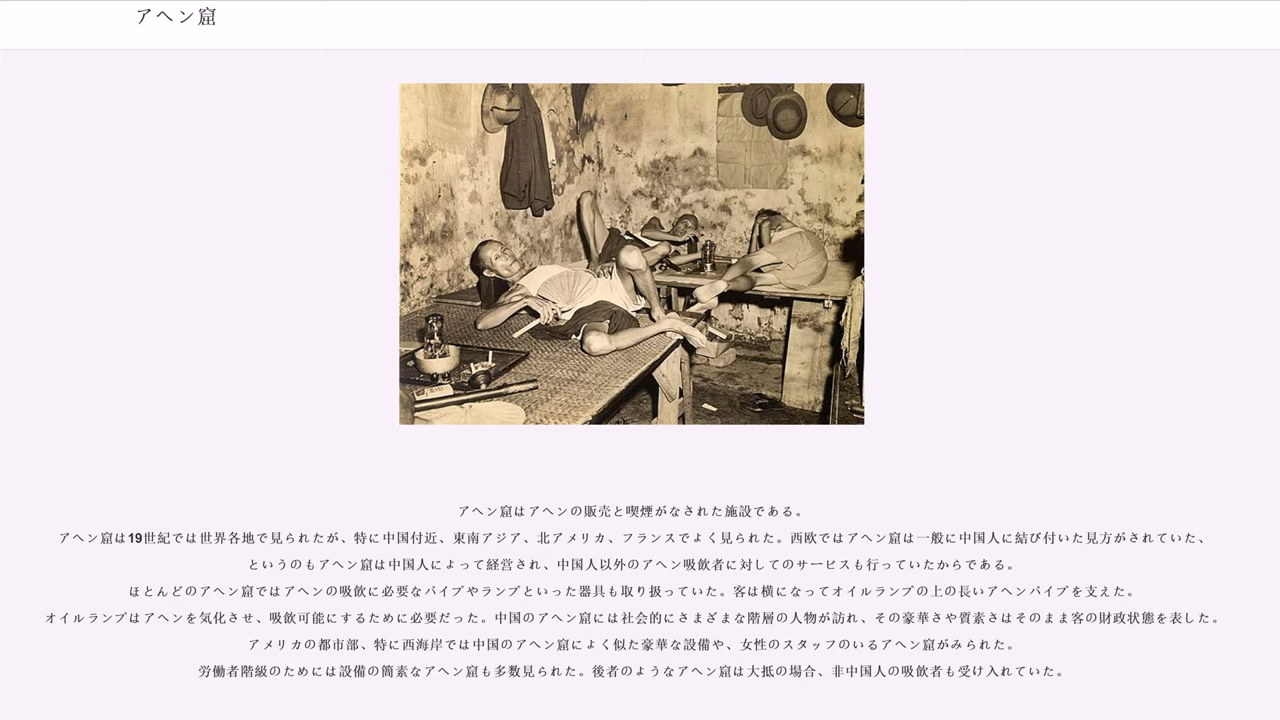 アヘン窟
アヘン窟はアヘンの販売と喫煙がなされた施設である。
アヘン窟は19世紀では世界各地で見られたが、特に中国付近、東南アジア、北アメリカ、フランスでよく見られた。西欧ではアヘン窟は一般に中国人に結び付いた見方がされていた、
というのもアヘン窟は中国人によって経営され、中国人以外のアヘン吸飲者に対してのサービスも行っていたからである。
ほとんどのアヘン窟ではアヘンの吸飲に必要なパイプやランプといった器具も取り扱っていた。客は横になってオイルランプの上の長いアヘンパイプを支えた。
オイルランプはアヘンを気化させ、吸飲可能にするために必要だった。中国のアヘン窟には社会的にさまざまな階層の人物が訪れ、その豪華さや質素さはそのまま客の財政状態を表した。
アメリカの都市部、特に西海岸では中国のアヘン窟によく似た豪華な設備や、女性のスタッフのいるアヘン窟がみられた。
労働者階級のためには設備の簡素なアヘン窟も多数見られた。後者のようなアヘン窟は大抵の場合、非中国人の吸飲者も受け入れていた。